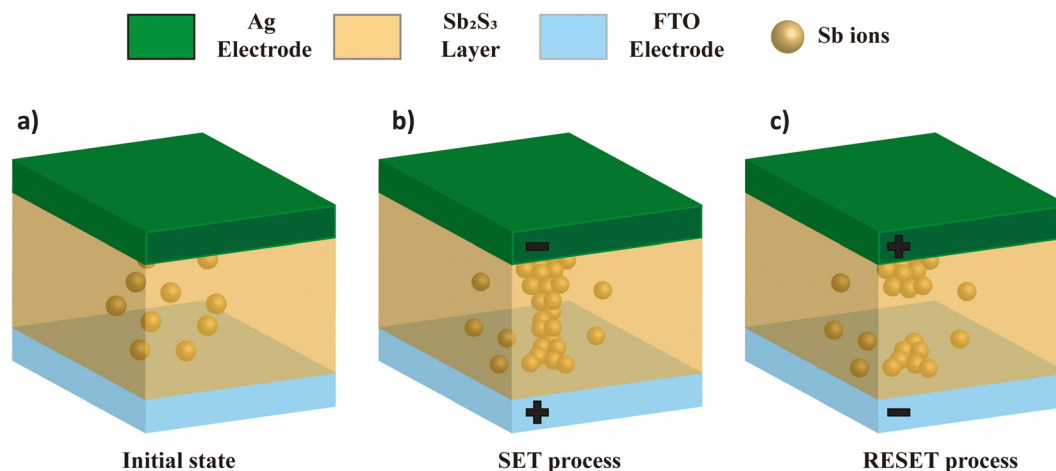 Ag
Electrode
Sb₂S₃
Layer
FTO
Electrode
Sb ions
a)
b)
c)
−
+
+
−
Initial state
SET process
RESET process